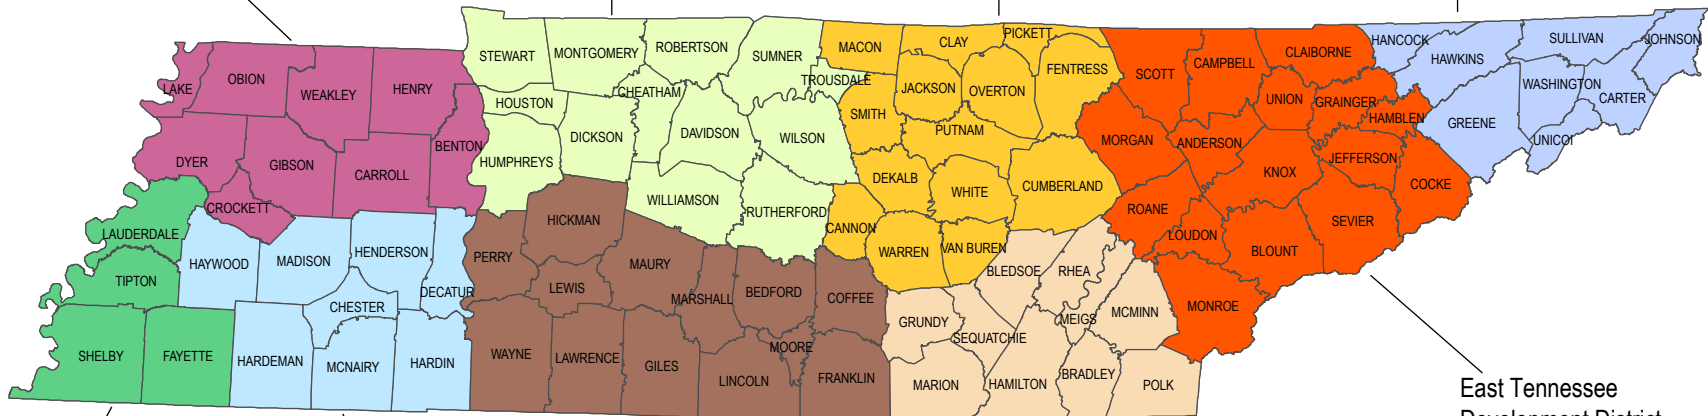 STEWART
MONTGOMERY
ROBERTSON
SUMNER
MACON
CLAY
PICKETT
FENTRESS
SCOTT
CAMPBELL
CLAIBORNE
HANCOCK
HAWKINS
SULLIVAN
JOHNSON
LAKE
OBION
WEAKLEY
HENRY
HOUSTON
CHEATHAM
TROUSDALE
JACKSON
OVERTON
UNION
GRAINGER
HAMBLEN
WASHINGTON
CARTER
GREENE
UNICOI
SMITH
PUTNAM
MORGAN
ANDERSON
JEFFERSON
DYER
GIBSON
CARROLL
BENTON
HUMPHREYS
DICKSON
DAVIDSON
WILSON
DEKALB
WHITE
CUMBERLAND
KNOX
COCKE
CROCKETT
WILLIAMSON
RUTHERFORD
ROANE
LOUDON
SEVIER
LAUDERDALE
HAYWOOD
MADISON
HENDERSON
PERRY
HICKMAN
MAURY
CANNON
WARREN
VAN BUREN
BLOUNT
TIPTON
CHESTER
DECATUR
LEWIS
MARSHALL
BEDFORD
COFFEE
BLEDSOE
RHEA
MEIGS
MCMINN
MONROE
GRUNDY
SEQUATCHIE
SHELBY
FAYETTE
HARDEMAN
MCNAIRY
HARDIN
WAYNE
LAWRENCE
GILES
LINCOLN
MOORE
FRANKLIN
MARION
HAMILTON
BRADLEY
POLK
East Tennessee
Development District